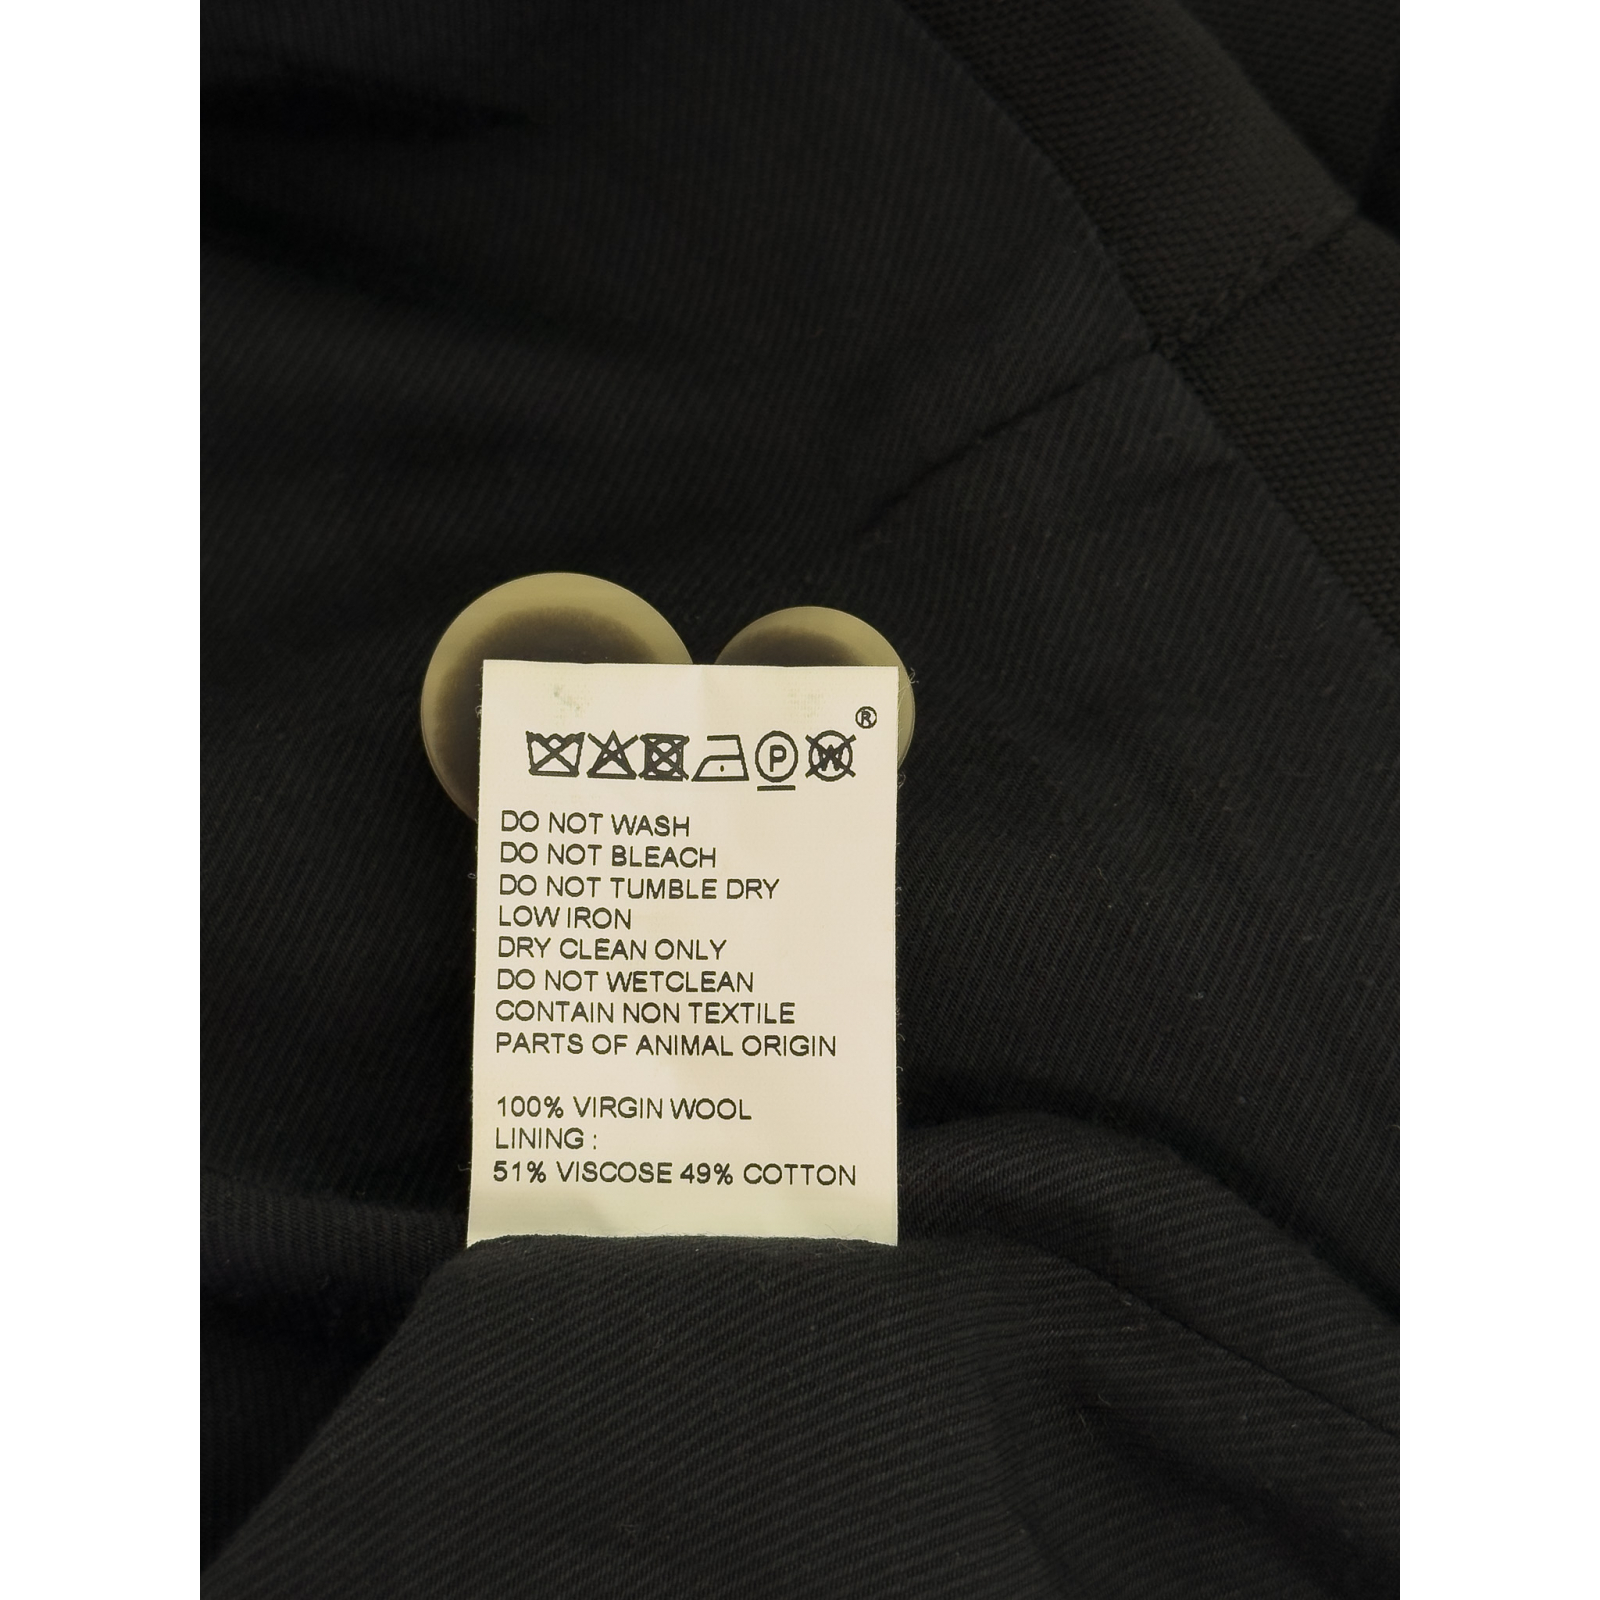 ®
P W
DO NOT WASH
DO NOT BLEACH
DO NOT TUMBLE DRY
LOW IRON
DRY CLEAN ONLY
DO NOT WETCLEAN
CONTAIN NON TEXTILE
PARTS OF ANIMAL ORIGIN
100% VIRGIN WOOL
LINING :
51% VISCOSE 49% COTTON